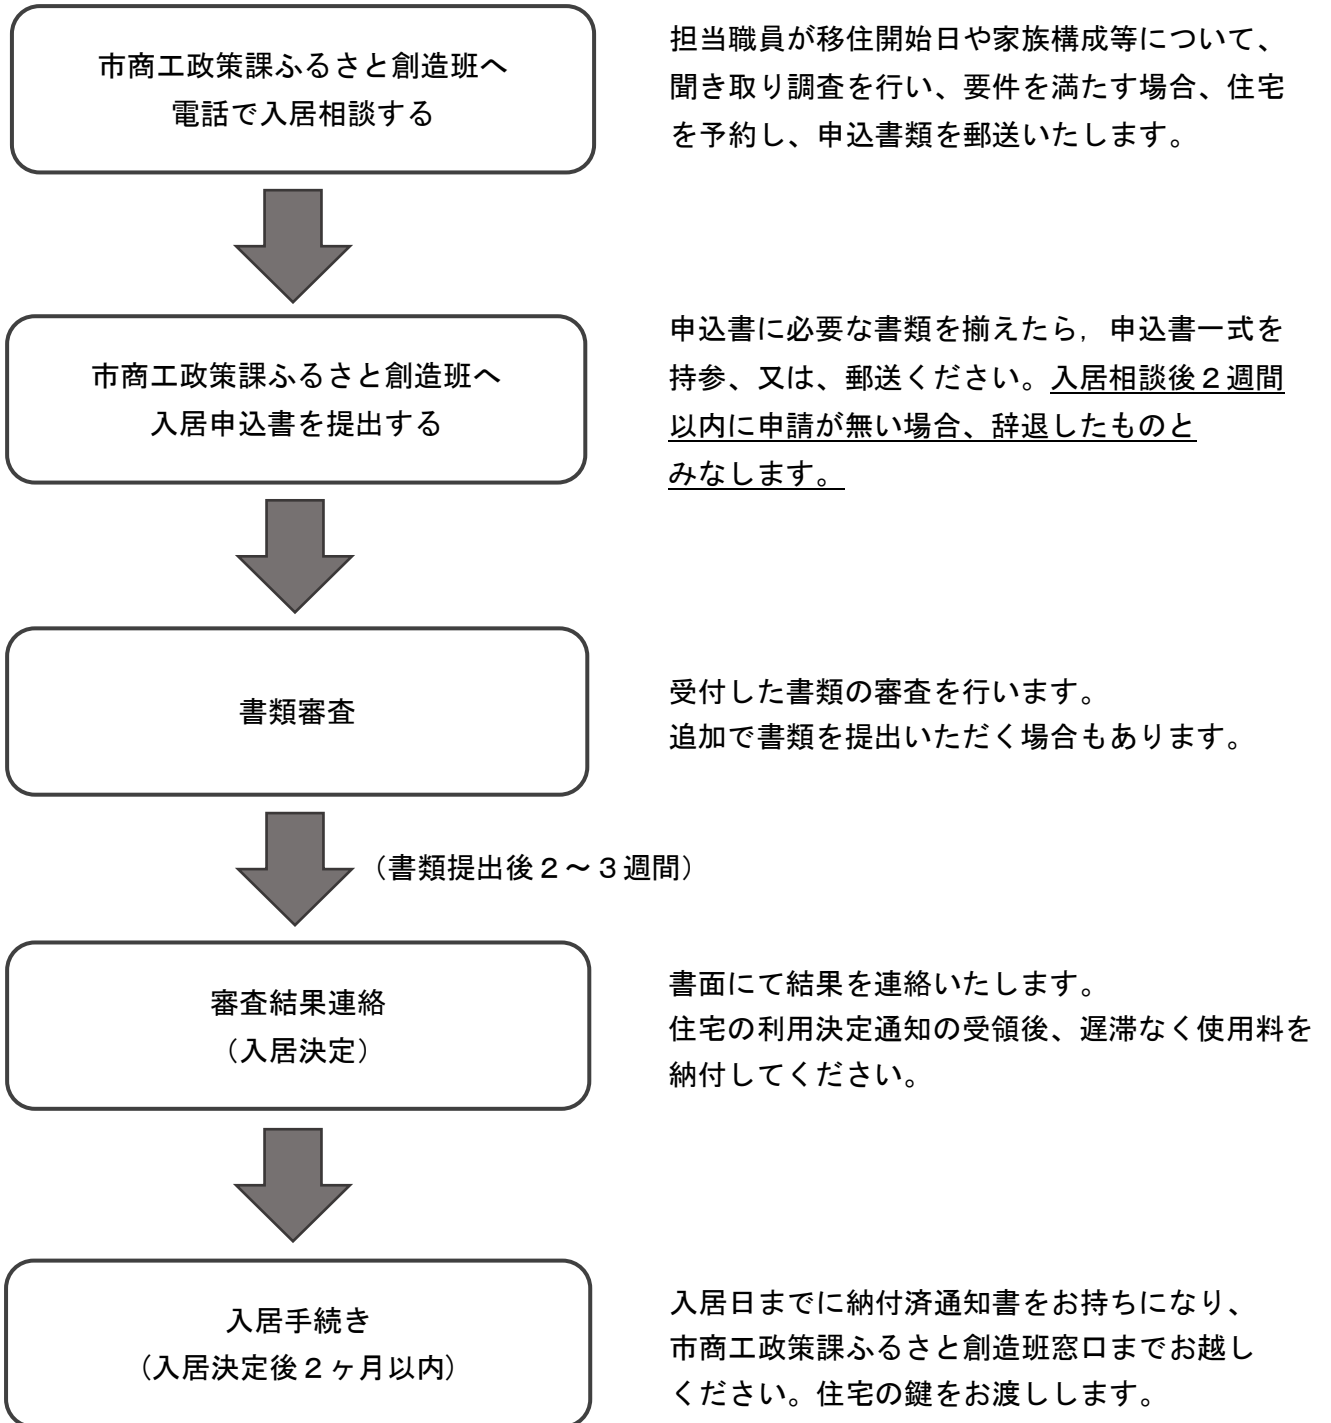 市商工政策課ふるさと創造班へ
電話で入居相談する
担当職員が移住開始日や家族構成等について、
聞き取り調査を行い、要件を満たす場合、住宅
を予約し、申込書類を郵送いたします。
市商工政策課ふるさと創造班へ
入居申込書を提出する
申込書に必要な書類を揃えたら，申込書一式を
持参、又は、郵送ください。入居相談後２週間
以内に申請が無い場合、辞退したものと
みなします。
書類審査
受付した書類の審査を行います。
追加で書類を提出いただく場合もあります。
（書類提出後２～３週間）
審査結果連絡
（入居決定）
書面にて結果を連絡いたします。
住宅の利用決定通知の受領後、遅滞なく使用料を
納付してください。
入居手続き
（入居決定後２ヶ月以内）
入居日までに納付済通知書をお持ちになり、
市商工政策課ふるさと創造班窓口までお越し
ください。住宅の鍵をお渡しします。